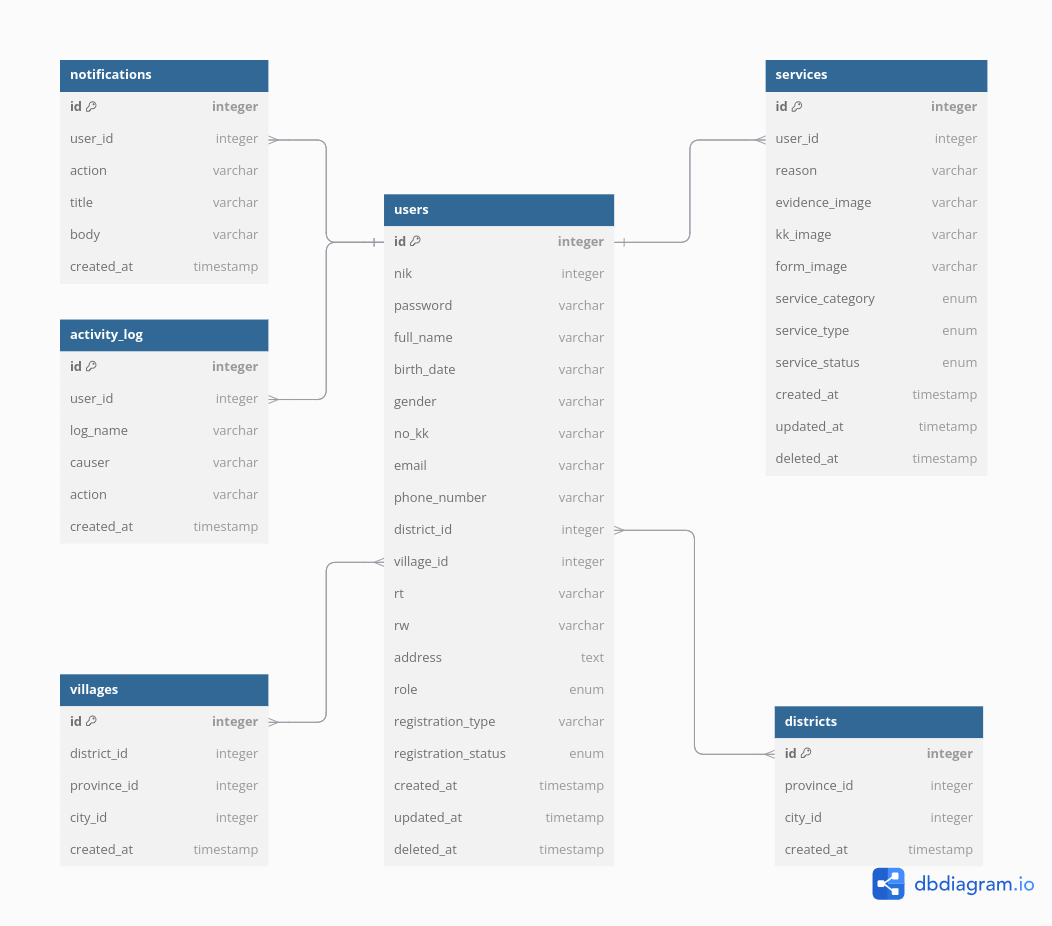 notifications
id integer
user_id integer
action varchar
title varchar
body varchar
created_at timestamp
activity_log
id integer
user_id integer
log_name varchar
causer varchar
action varchar
created_at timestamp
villages
id integer
district_id integer
province_id integer
city_id integer
created_at timestamp
users
id integer
nik integer
password varchar
full_name varchar
birth_date varchar
gender varchar
no_kk varchar
email varchar
phone_number varchar
district_id integer
village_id integer
rt varchar
rw varchar
address text
role enum
registration_type varchar
registration_status enum
created_at timestamp
updated_at timetamp
deleted_at timestamp
services
id integer
user_id integer
reason varchar
evidence_image varchar
kk_image varchar
form_image varchar
service_category enum
service_type enum
service_status enum
created_at timestamp
updated_at timetamp
deleted_at timestamp
districts
id integer
province_id integer
city_id integer
created_at timestamp
dbdiagram.io